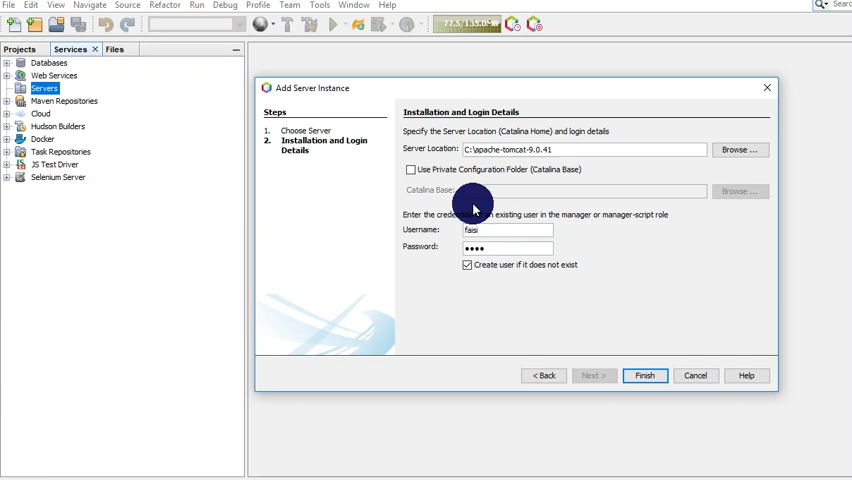 File Edit View Navigate Source Refactor Run Debug Profile Team Tools Window Help
77.5/135.0
Projects Services Files
Databases
Web Services
Servers
Maven Repositories
Cloud
Hudson Builders
Docker
Task Repositories
JS Test Driver
Selenium Server
Add Server Instance
Steps
1. Choose Server
2. Installation and Login
Details
Installation and Login Details
Specify the Server Location (Catalina Home) and login details
Server Location: C:\apache-tomcat-9.0.41 Browse ...
Use Private Configuration Folder (Catalina Base)
Catalina Base: Browse ...
Enter the existing user in the manager or manager-script role
Username: faisi
Password: ••••
Create user if it does not exist
< Back Next > Finish Cancel Help